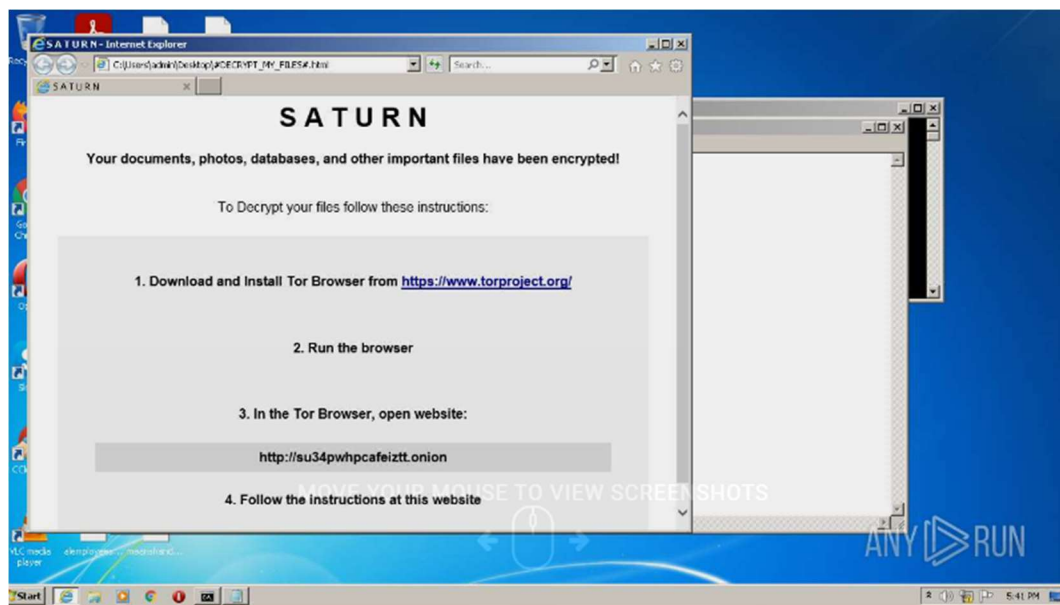 SATURN - Internet Explorer
C:\Users\admin\Desktop\#DECRYPT_MY_FILES#.html
Search...
SATURN
SATURN
Your documents, photos, databases, and other important files have been encrypted!
To Decrypt your files follow these instructions:
1. Download and Install Tor Browser from https://www.torproject.org/
2. Run the browser
3. In the Tor Browser, open website:
http://su34pwhpcafeiztt.onion
MOVE YOUR MOUSE TO VIEW SCREENSHOTS
4. Follow the instructions at this website
ANY RUN
VLC media
player
Start
5:41 PM